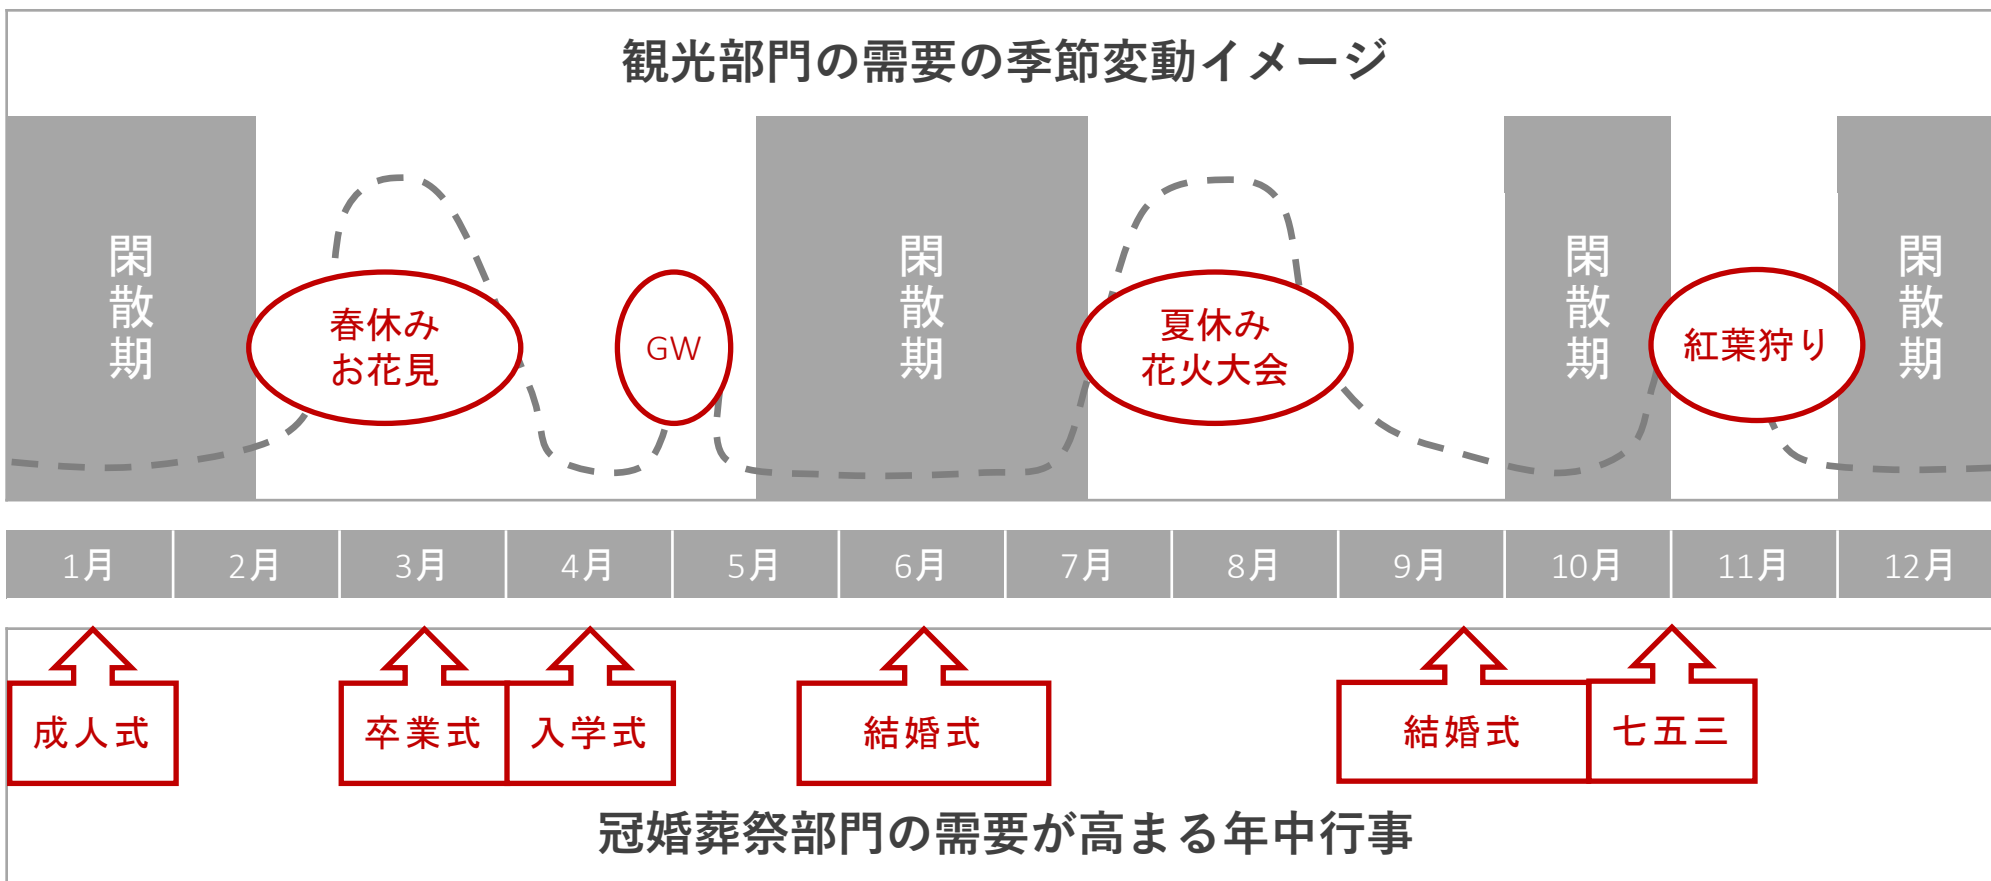 観光部門の需要の季節変動イメージ
閑散期
春休み
お花見
GW
閑散期
夏休み
花火大会
閑散期
紅葉狩り
閑散期
1月
2月
3月
4月
5月
6月
7月
8月
9月
10月
11月
12月
成人式
卒業式
入学式
結婚式
結婚式
七五三
冠婚葬祭部門の需要が高まる年中行事